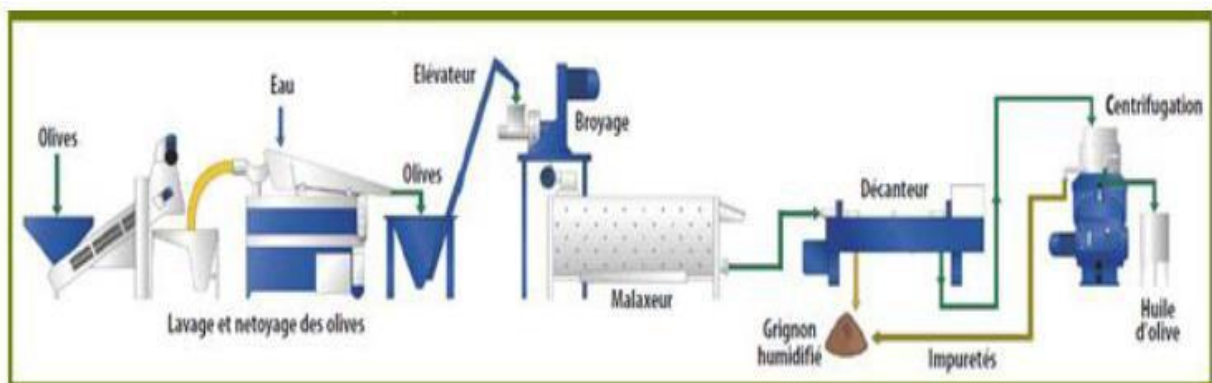 Olives
Eau
Lavage et netoyage des olives
Olives
Elévateur
Broyage
Malaxeur
Décanteur
Grignon
humidifié
Impuretés
Centrifugation
Huile
d'olive